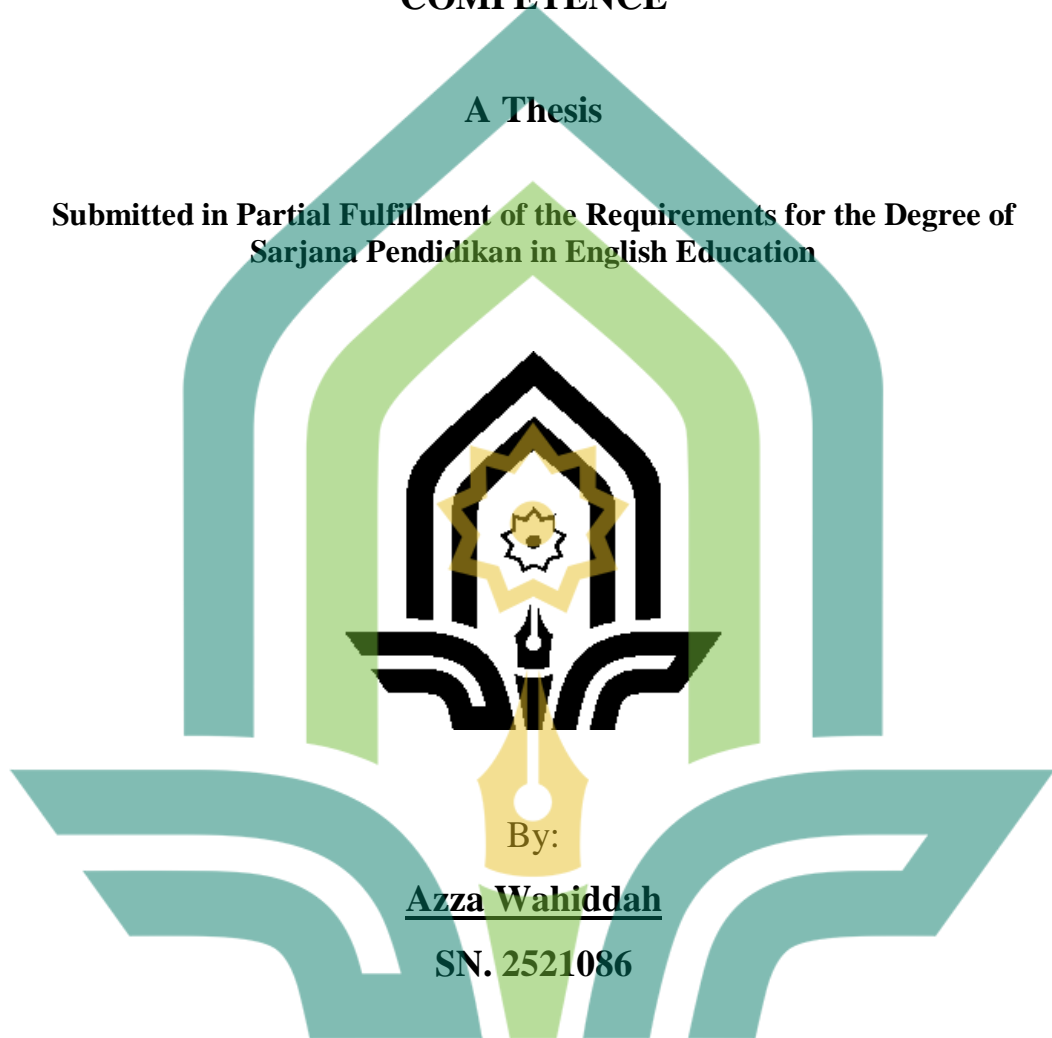 COMPETENCE
A Thesis
Submitted in Partial Fulfillment of the Requirements for the Degree of
Sarjana Pendidikan in English Education
By:
Azza Wahiddah
SN. 2521086